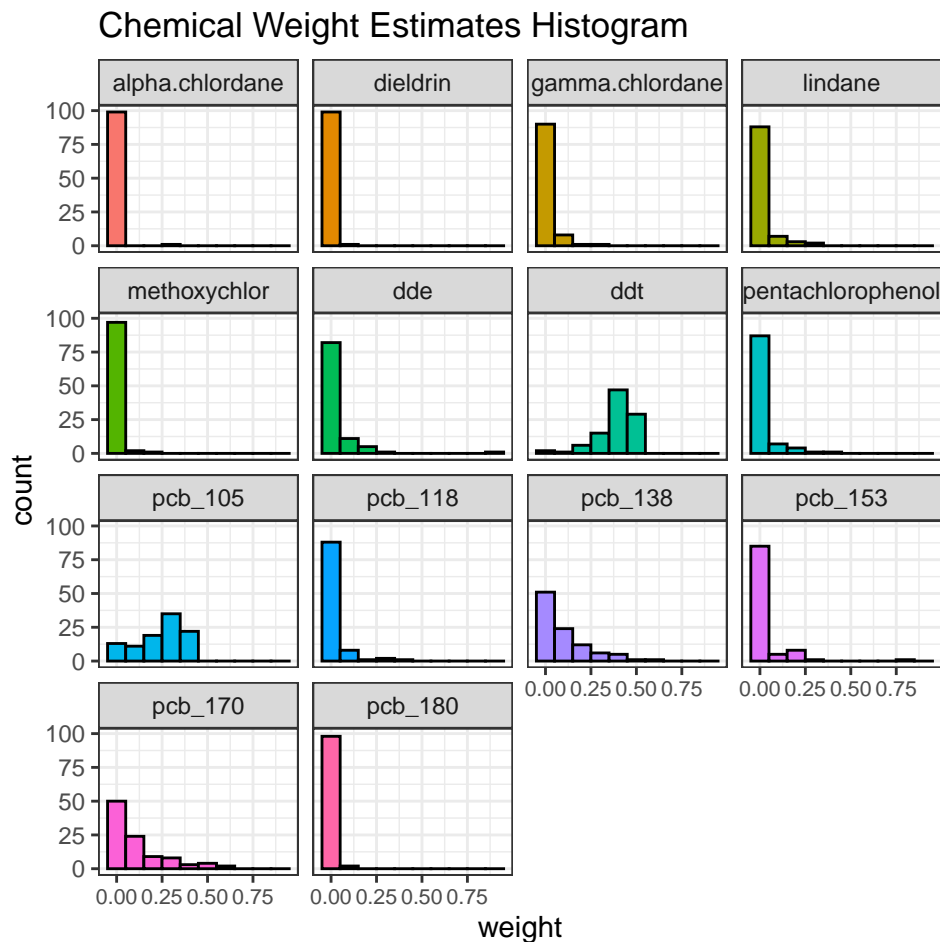 Chemical Weight Estimates Histogram
alpha.chlordane dieldrin gamma.chlordane lindane
100
75
50
25
0
methoxychlor dde ddt pentachlorophenol
100
75
50
25
0
count
pcb_105 pcb_118 pcb_138 pcb_153
100
75
50
25
0
0.00 0.25 0.50 0.75 0.00 0.25 0.50 0.75
pcb_170 pcb_180
100
75
50
25
0
0.00 0.25 0.50 0.75 0.00 0.25 0.50 0.75
weight